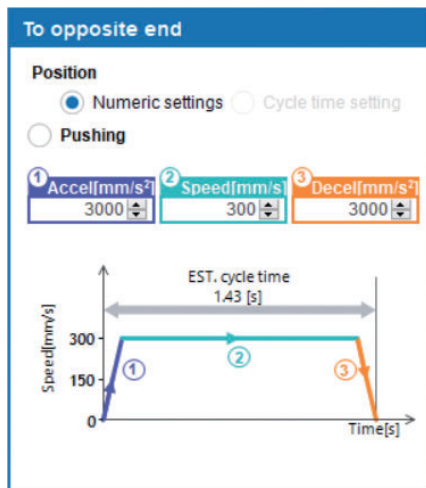 To opposite end
Position
Numeric settings Cycle time setting
Pushing
1 Accel[mm/s²] 2 Speed[mm/s] 3 Decel[mm/s²]
3000 300 3000
EST. cycle time
1.43 [s]
Speed[mm/s]
300
150
0
1 2 3
Time[s]